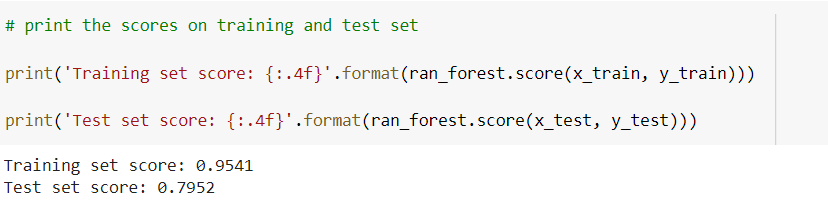 # print the scores on training and test set
print('Training set score: {:.4f}'.format(ran_forest.score(x_train, y_train)))
print('Test set score: {:.4f}'.format(ran_forest.score(x_test, y_test)))
Training set score: 0.9541
Test set score: 0.7952